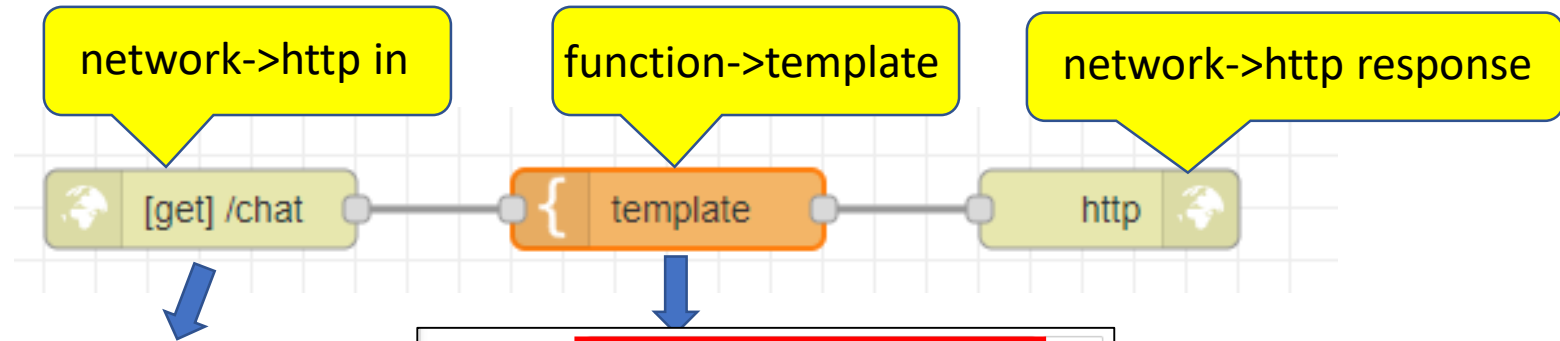 network->http in
function->template
network->http response
[get] /chat
{
template
http